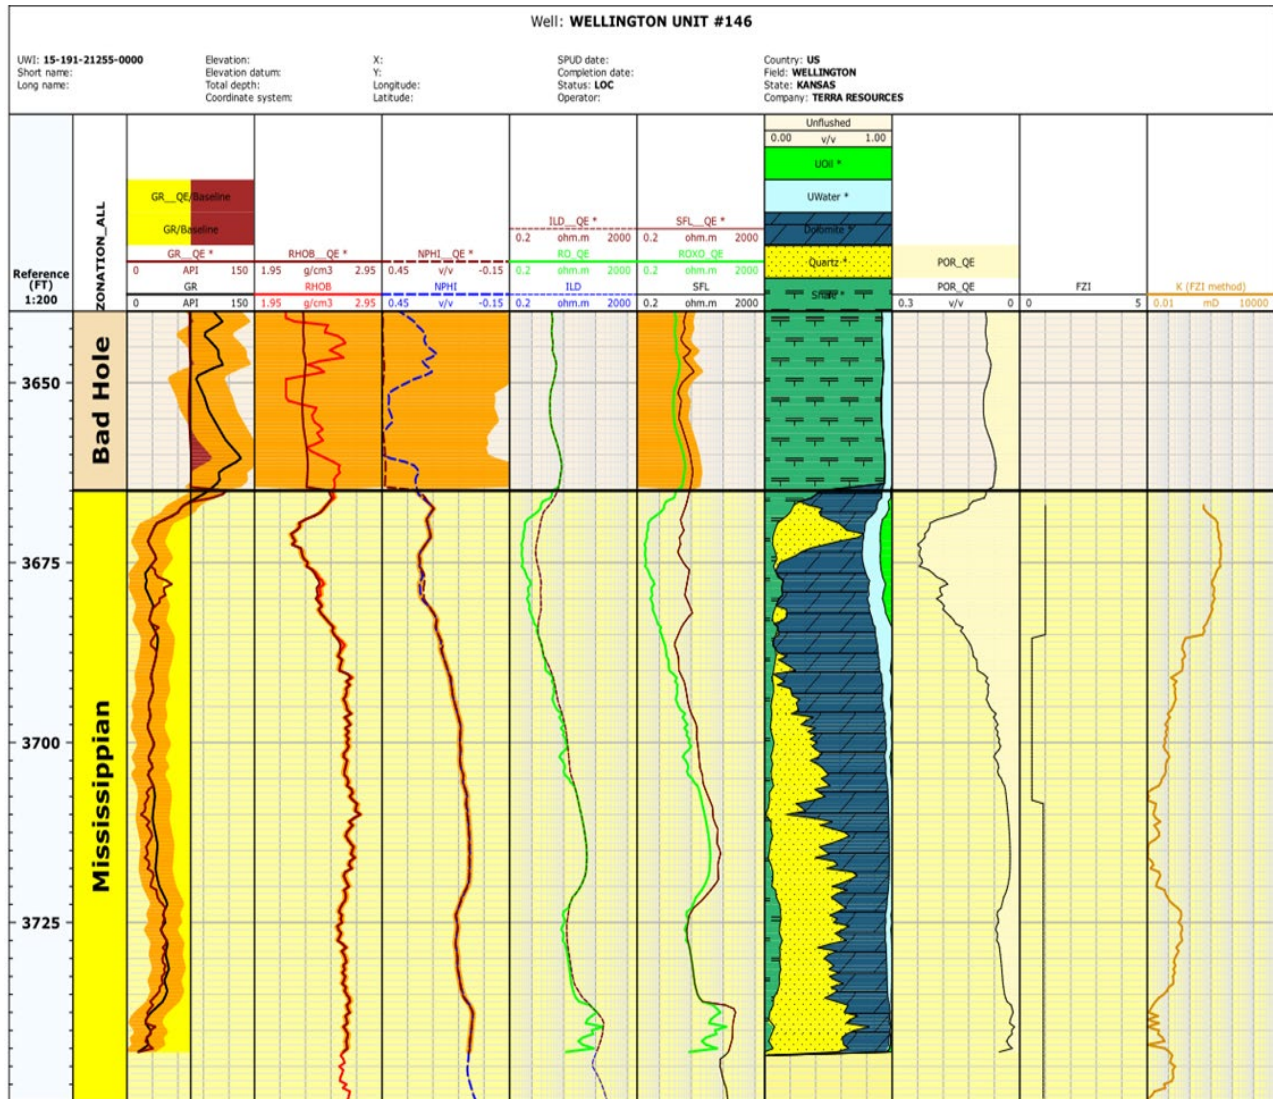 Well: WELLINGTON UNIT #146
UWI: 15-191-21255-0000 Elevation: X: SPUD date: Country: US
Short name: Elevation datum: Y: Completion date: Field: WELLINGTON
Long name: Total depth: Longitude: Status: LOC State: KANSAS
Coordinate system: Latitude: Operator: Company: TERRA RESOURCES
Unflushed
0.00 v/v 1.00
UOil *
GR__QE/Baseline UWater *
ILD__QE * SFL__QE *
GR/Baseline Dolomite *
0.2 ohm.m 2000 0.2 ohm.m 2000
GR__QE * RHOB__QE * NPHI__QE * RO_QE ROXO_QE Quartz * POR_QE
0 API 150 1.95 g/cm3 2.95 0.45 v/v -0.15 0.2 ohm.m 2000 0.2 ohm.m 2000
GR RHOB NPHI ILD SFL Shale * POR_QE FZI K (FZI method)
0 API 150 1.95 g/cm3 2.95 0.45 v/v -0.15 0.2 ohm.m 2000 0.2 ohm.m 2000 0.3 v/v 0 0 5 0.01 mD 10000
Reference
(FT)
1:200
ZONATION_ALL
Bad Hole
3650
3675
3700
Mississippian
3725